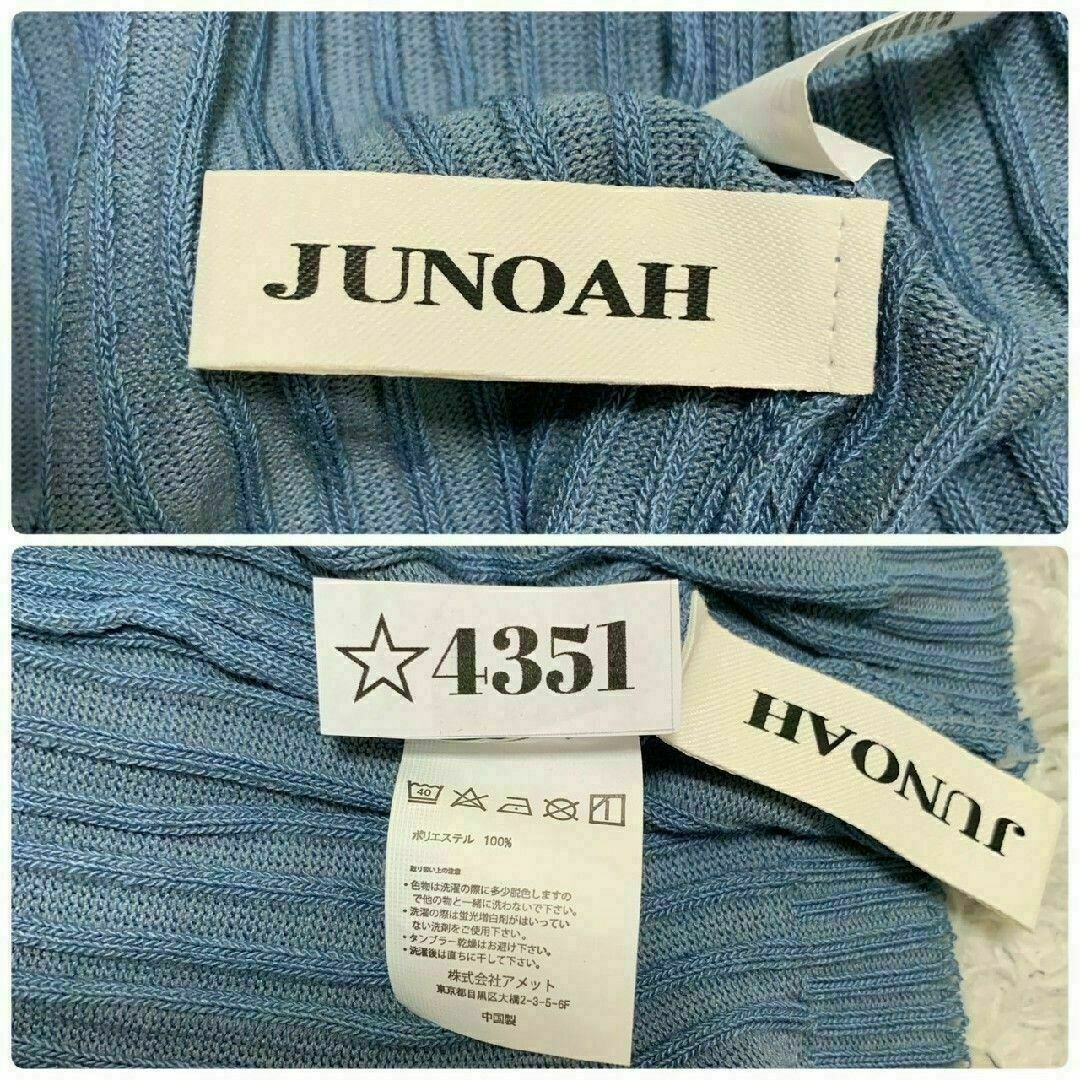 JUNOAH
☆4351
JUNOAH
40
ポリエステル 100%
取り扱い上の注意
・色物は洗濯の際に多少脱色しますの
で他の物と一緒に洗わないで下さい。
・洗濯の際は蛍光増白剤がはいってい
ない洗剤をご使用下さい。
・タンブラー乾燥はお避け下さい。
・洗濯後は直ちに干して下さい。
株式会社アメット
東京都目黒区大橋2-3-5-6F
中国製